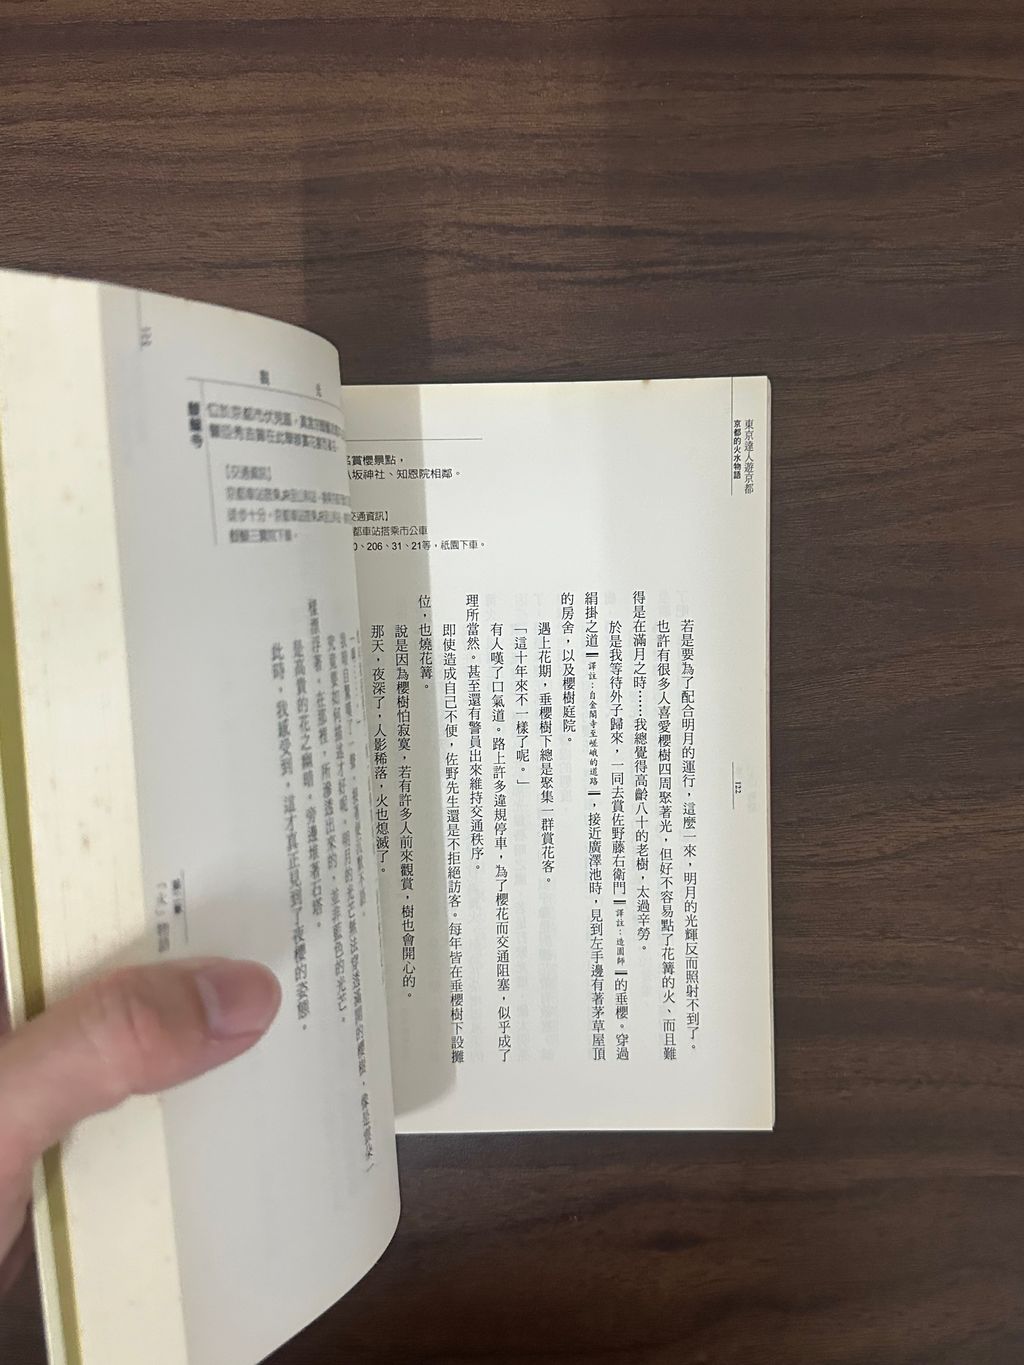 東京達人遊京都
京都的火水物語
122
名賞櫻景點，
八坂神社、知恩院相鄰。
交通資訊】
都車站搭乘市公車
206、31、21等，祇園下車。
若是要為了配合明月的運行，這麼一來，明月的光輝反而照射不到了。
也許有很多人喜愛櫻樹四周聚著光，但好不容易點了花篝的火、而且難
得是在滿月之時……我總覺得高齡八十的老樹，太過辛勞。
於是我等待外子歸來，一同去賞佐野藤右衛門【譯註：造園師】的垂櫻。穿過
絹掛之道【譯註：自金閣寺至嵯峨的道路】，接近廣澤池時，見到左手邊有著茅草屋頂
的房舍，以及櫻樹庭院。
遇上花期，垂櫻樹下總是聚集一群賞花客。
「這十年來不一樣了呢。」
有人嘆了口氣道。路上許多違規停車，為了櫻花而交通阻塞，似乎成了
理所當然。甚至還有警員出來維持交通秩序。
即使造成自己不便，佐野先生還是不拒絕訪客。每年皆在垂櫻樹下設攤
位，也燒花篝。
說是因為櫻樹怕寂寞，若有許多人前來觀賞，樹也會開心的。
那天，夜深了，人影稀落，火也熄滅了。
【交通資訊】
此時，我感受到，這才真正見到了夜櫻的姿態。